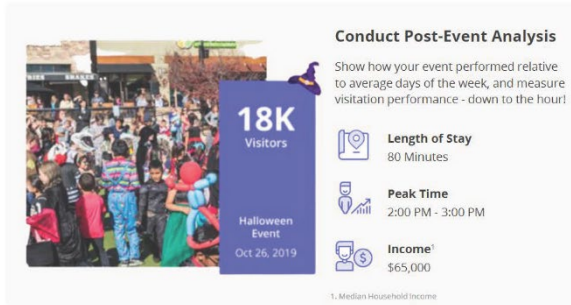 Conduct Post-Event Analysis
Show how your event performed relative
to average days of the week, and measure
visitation performance - down to the hour!
18K
Visitors
Halloween
Event
Oct 26, 2019
Length of Stay
80 Minutes
Peak Time
2:00 PM - 3:00 PM
Income¹
$65,000
1. Median Household Income